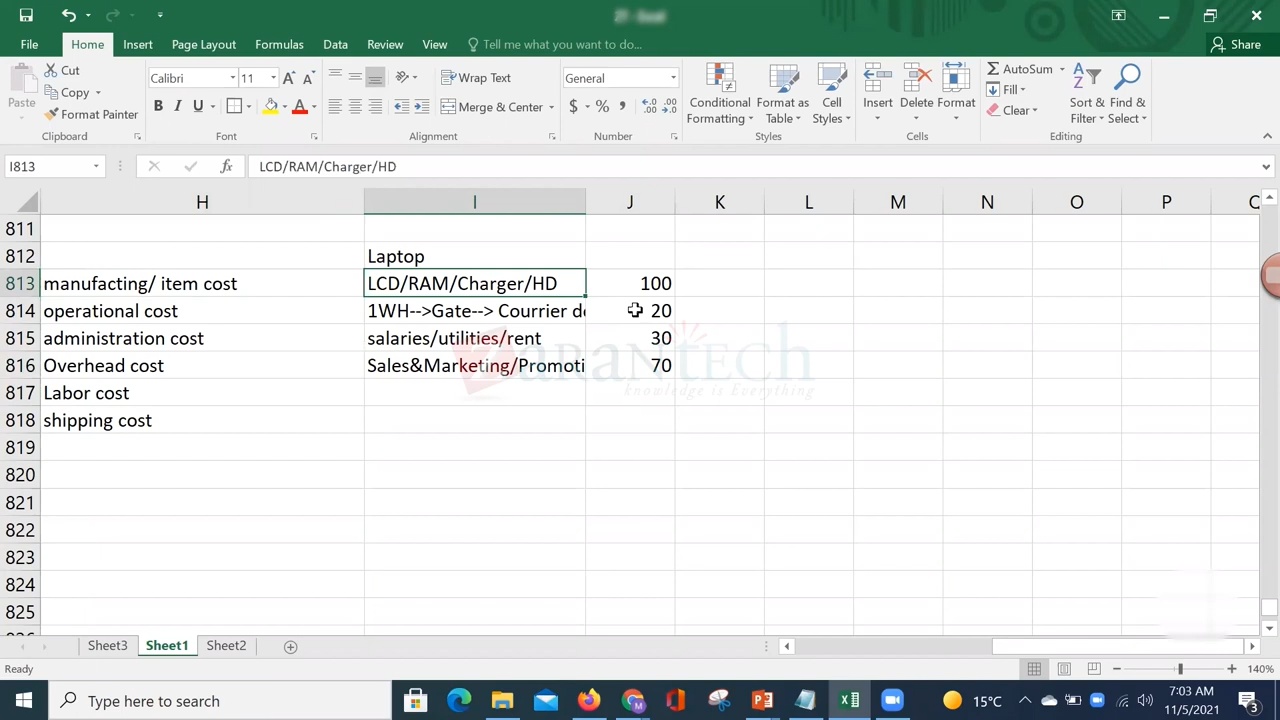 File Home Insert Page Layout Formulas Data Review View Tell me what you want to do... Share
Paste Cut Copy Format Painter Clipboard
Calibri 11 B I U Font
Wrap Text Merge & Center Alignment
General $ % Number
Conditional Formatting Format as Table Cell Styles Styles
Insert Delete Format Cells
AutoSum Fill Clear Sort & Filter Find & Select Editing
I813 fx LCD/RAM/Charger/HD
H I J K L M N O P
811
812 Laptop
813 manufacting/ item cost LCD/RAM/Charger/HD 100
814 operational cost 1WH-->Gate--> Courrier 20
815 administration cost salaries/utilities/rent 30
816 Overhead cost Sales&Marketing/Promoti 70
817 Labor cost
818 shipping cost
819
820
821
822
823
824
825
ZARANTECH
knowledge is Everything
Sheet3 Sheet1 Sheet2
Ready 140%
Type here to search 15°C 7:03 AM
11/5/2021 3